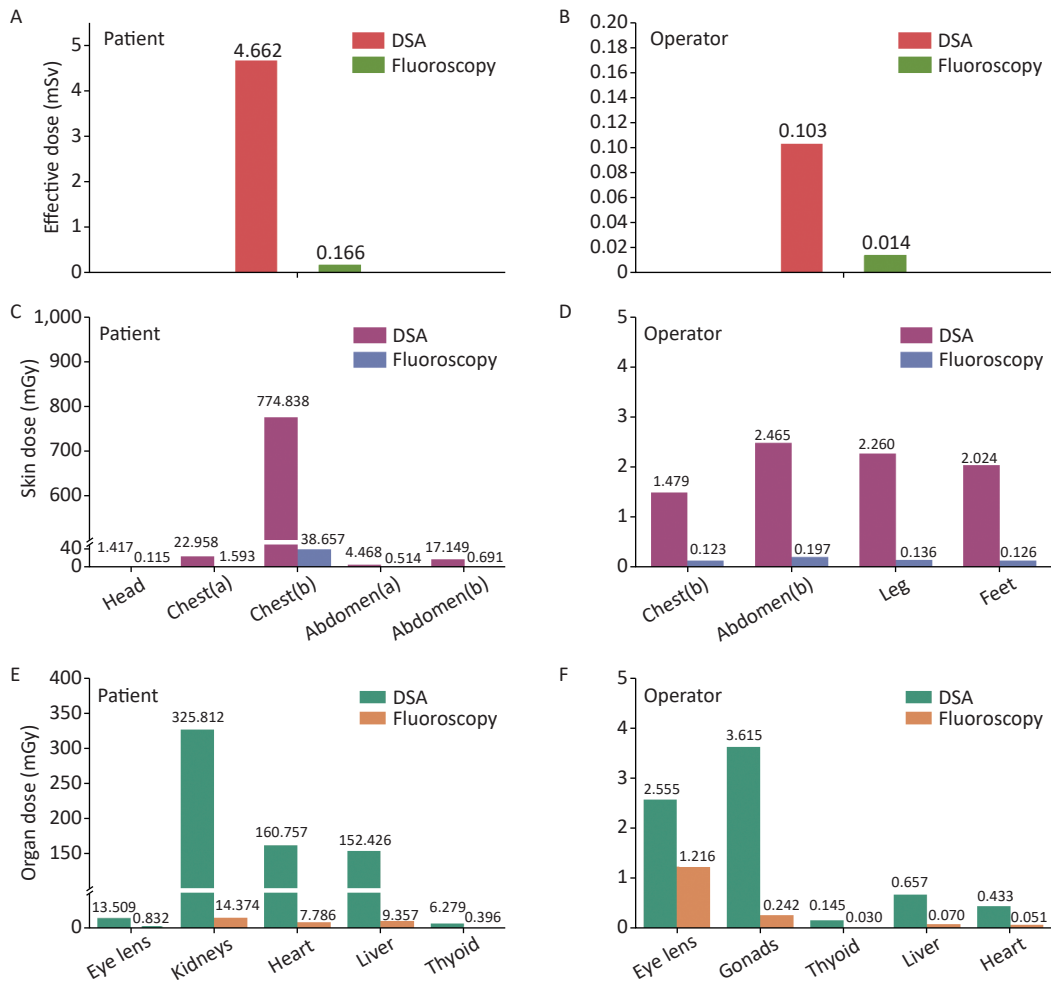 A
Patient
DSA
Fluoroscopy
Effective dose (mSv)
5
4
3
2
1
0
4.662
0.166
B
Operator
DSA
Fluoroscopy
0.20
0.18
0.16
0.14
0.12
0.10
0.08
0.06
0.04
0.02
0
0.103
0.014
C
Patient
DSA
Fluoroscopy
Skin dose (mGy)
1,000
900
800
700
600
40
0
1.417
0.115
22.958
1.593
774.838
38.657
4.468
0.514
17.149
0.691
Head
Chest(a)
Chest(b)
Abdomen(a)
Abdomen(b)
D
Operator
DSA
Fluoroscopy
5
4
3
2
1
0
1.479
0.123
2.465
0.197
2.260
0.136
2.024
0.126
Chest(b)
Abdomen(b)
Leg
Feet
E
Patient
DSA
Fluoroscopy
Organ dose (mGy)
400
350
300
250
200
150
0
13.509
0.832
325.812
14.374
160.757
7.786
152.426
9.357
6.279
0.396
Eye lens
Kidneys
Heart
Liver
Thyoid
F
Operator
DSA
Fluoroscopy
5
4
3
2
1
0
2.555
1.216
3.615
0.242
0.145
0.030
0.657
0.070
0.433
0.051
Eye lens
Gonads
Thyoid
Liver
Heart